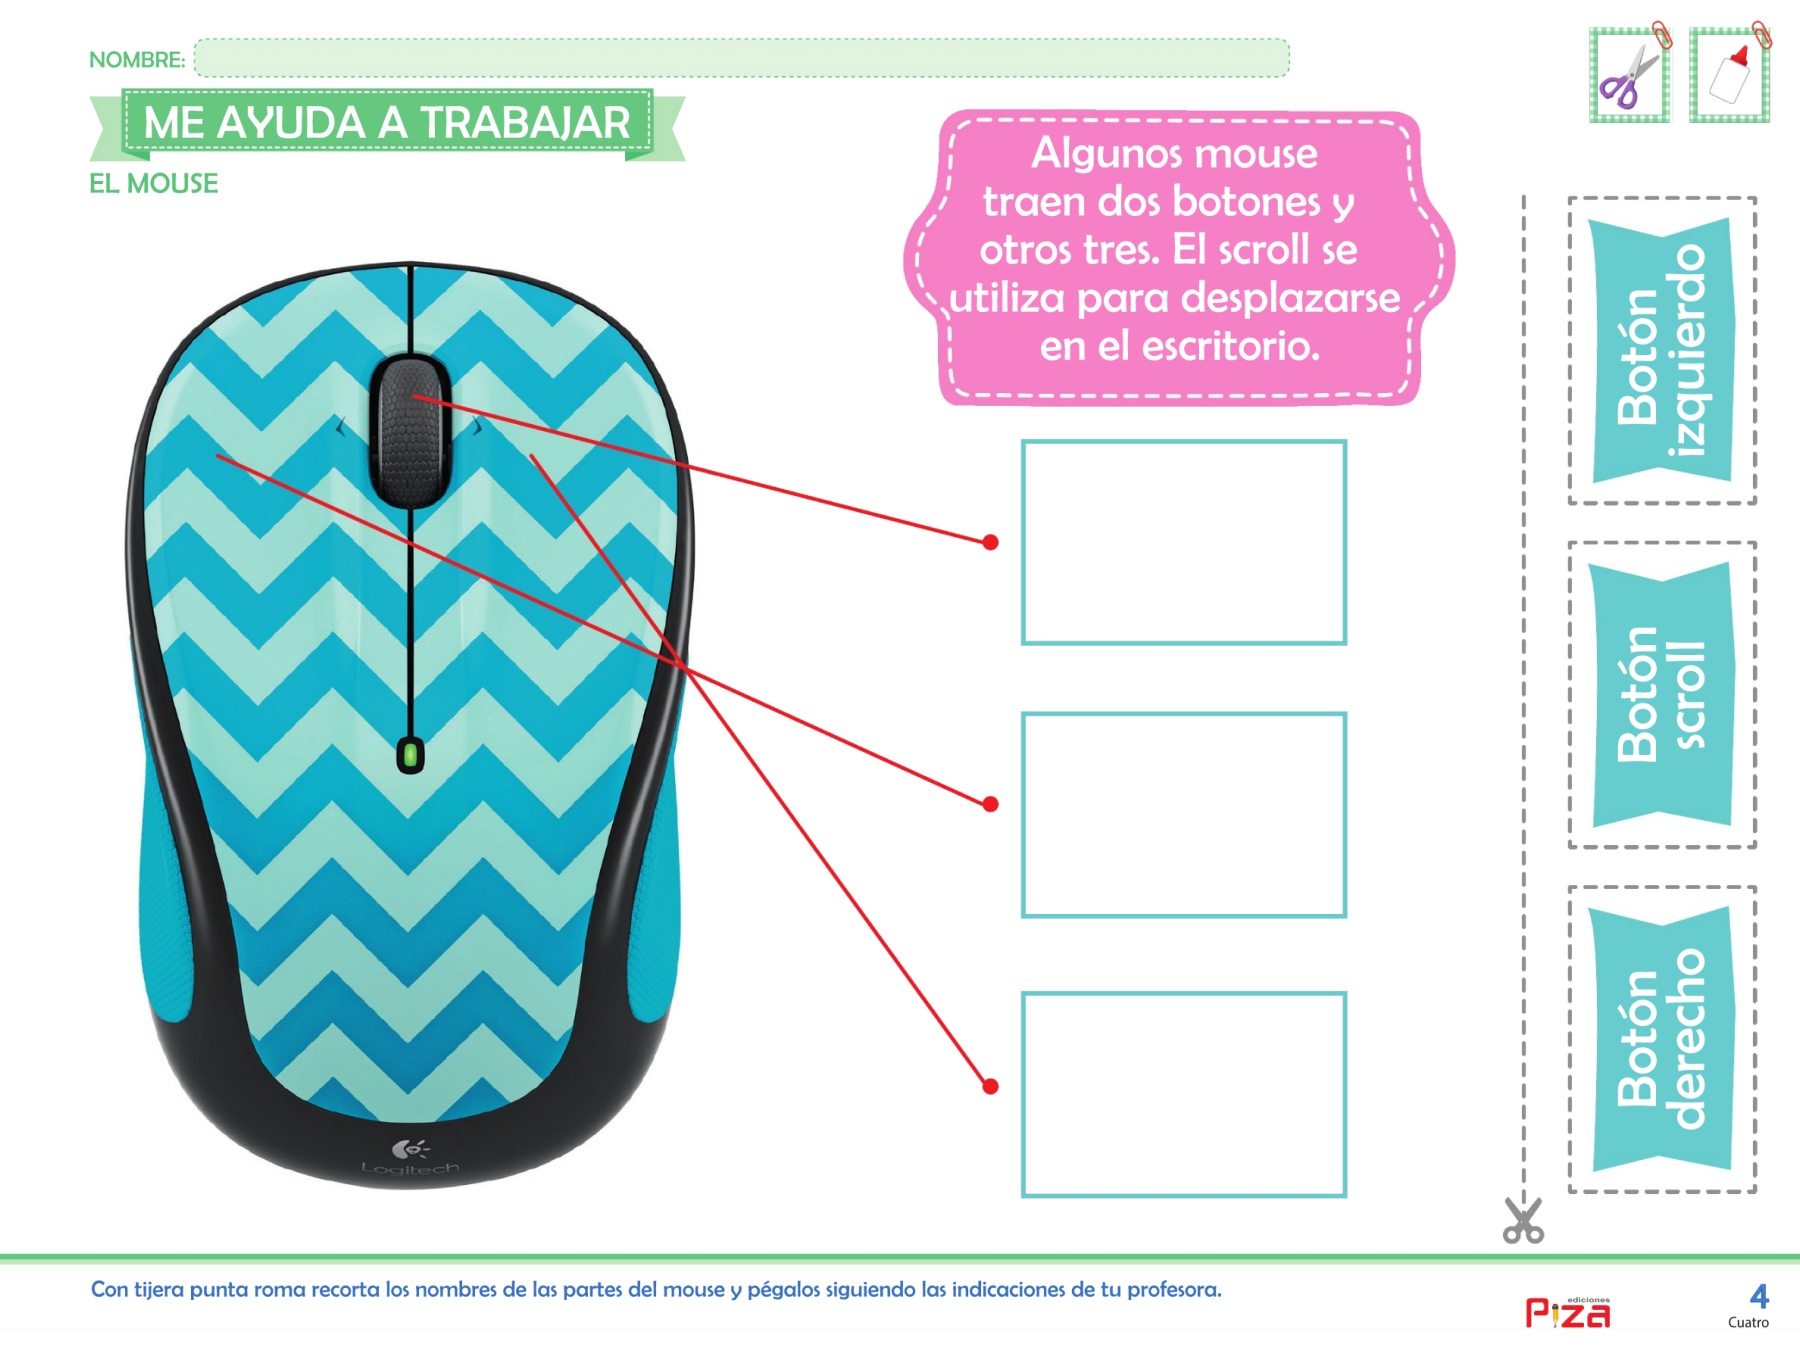 NOMBRE:
ME AYUDA A TRABAJAR
EL MOUSE
Algunos mouse
traen dos botones y
otros tres. El scroll se
utiliza para desplazarse
en el escritorio.
Botón
izquierdo
Botón
scroll
Botón
derecho
Logitech
Con tijera punta roma recorta los nombres de las partes del mouse y pégalos siguiendo las indicaciones de tu profesora.
ediciones
Piza
4
Cuatro